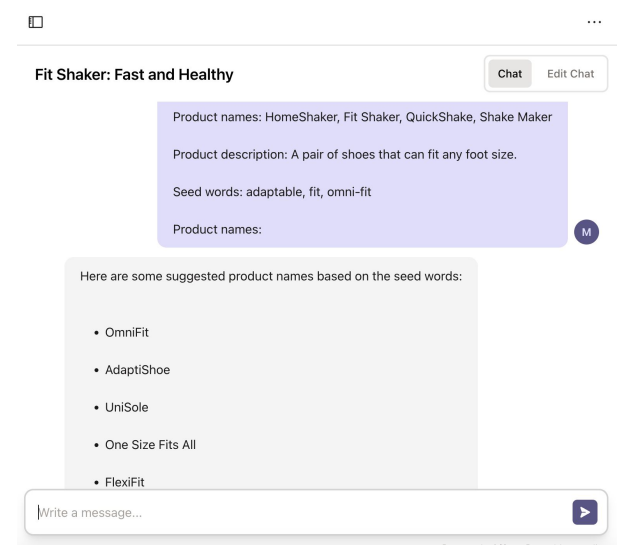 Fit Shaker: Fast and Healthy
Chat
Edit Chat
Product names: HomeShaker, Fit Shaker, QuickShake, Shake Maker
Product description: A pair of shoes that can fit any foot size.
Seed words: adaptable, fit, omni-fit
Product names:
M
Here are some suggested product names based on the seed words:
• OmniFit
• AdaptiShoe
• UniSole
• One Size Fits All
• FlexiFit
Write a message...